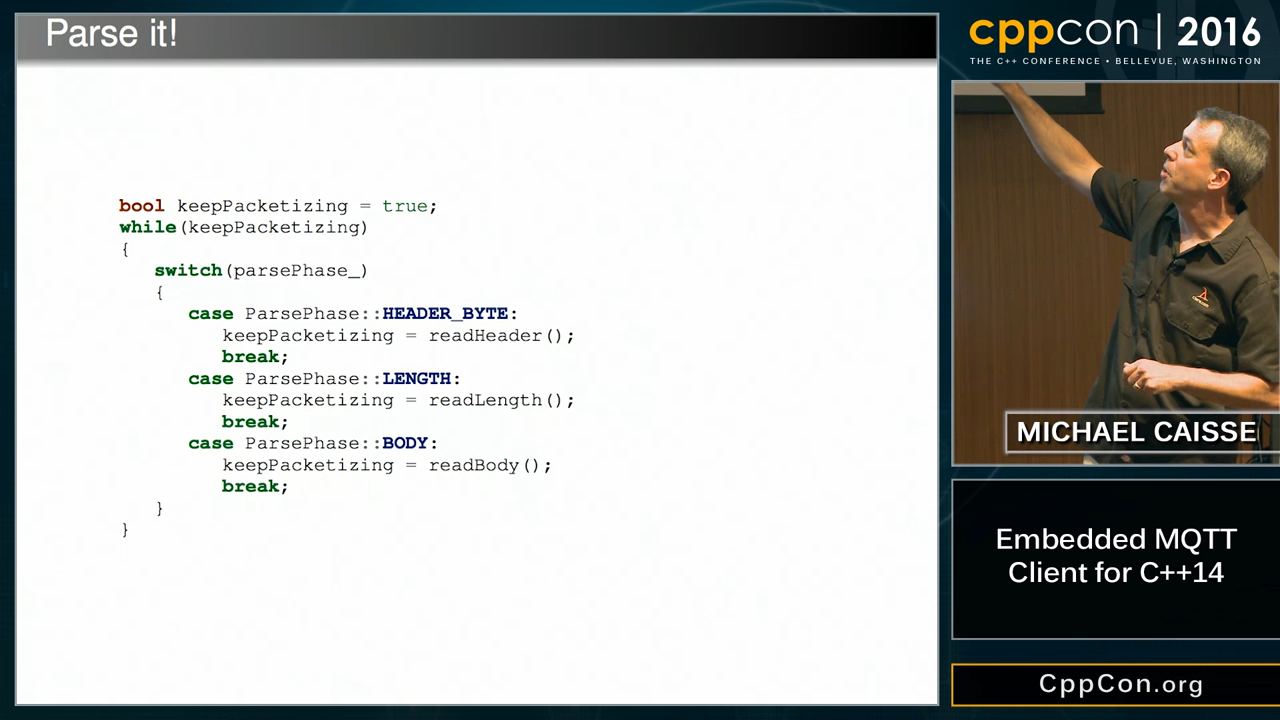 Parse it!
bool keepPacketizing = true;
while(keepPacketizing)
{
switch(parsePhase_)
{
case ParsePhase::HEADER_BYTE:
keepPacketizing = readHeader();
break;
case ParsePhase::LENGTH:
keepPacketizing = readLength();
break;
case ParsePhase::BODY:
keepPacketizing = readBody();
break;
}
}
cppcon | 2016
THE C++ CONFERENCE • BELLEVUE, WASHINGTON
MICHAEL CAISSE
Embedded MQTT
Client for C++14
CppCon.org